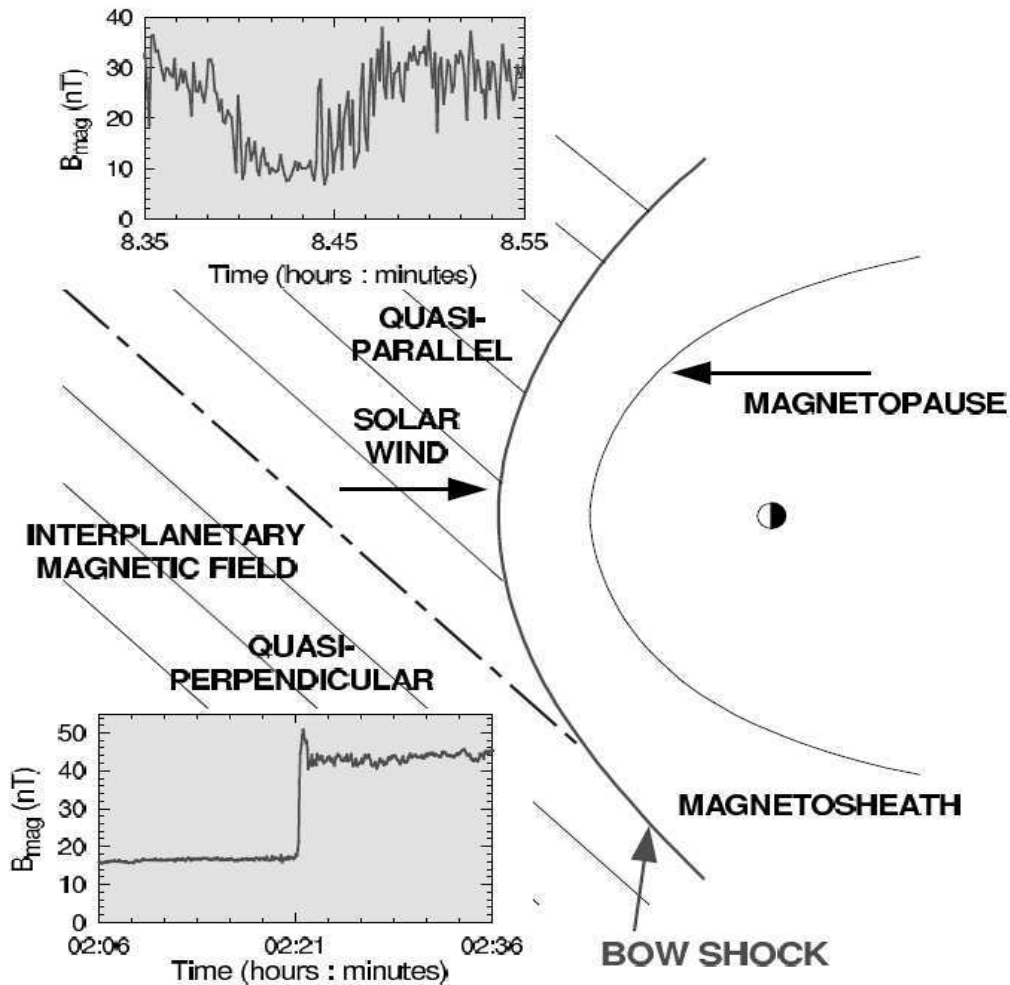 40
30
20
10
0
B mag (nT)
8.35
8.45
8.55
Time (hours : minutes)
QUASI-
PARALLEL
MAGNETOPAUSE
SOLAR
WIND
INTERPLANETARY
MAGNETIC FIELD
QUASI-
PERPENDICULAR
50
40
30
20
10
0
B mag (nT)
02:06
02:21
02:36
Time (hours : minutes)
MAGNETOSHEATH
BOW SHOCK